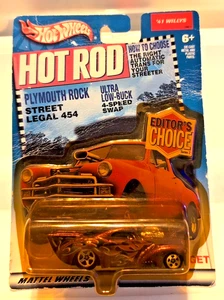 Hot Wheels
'41 WILLYS
HOT ROD
6+
HOW TO CHOOSE
THE RIGHT
AUTOMATIC
TRANS FOR
YOUR
STREETER
PLYMOUTH ROCK
STREET
LEGAL 454
ULTRA
LOW-BUCK
4-SPEED
SWAP
EDITOR'S
CHOICE
MATTEL WHEELS